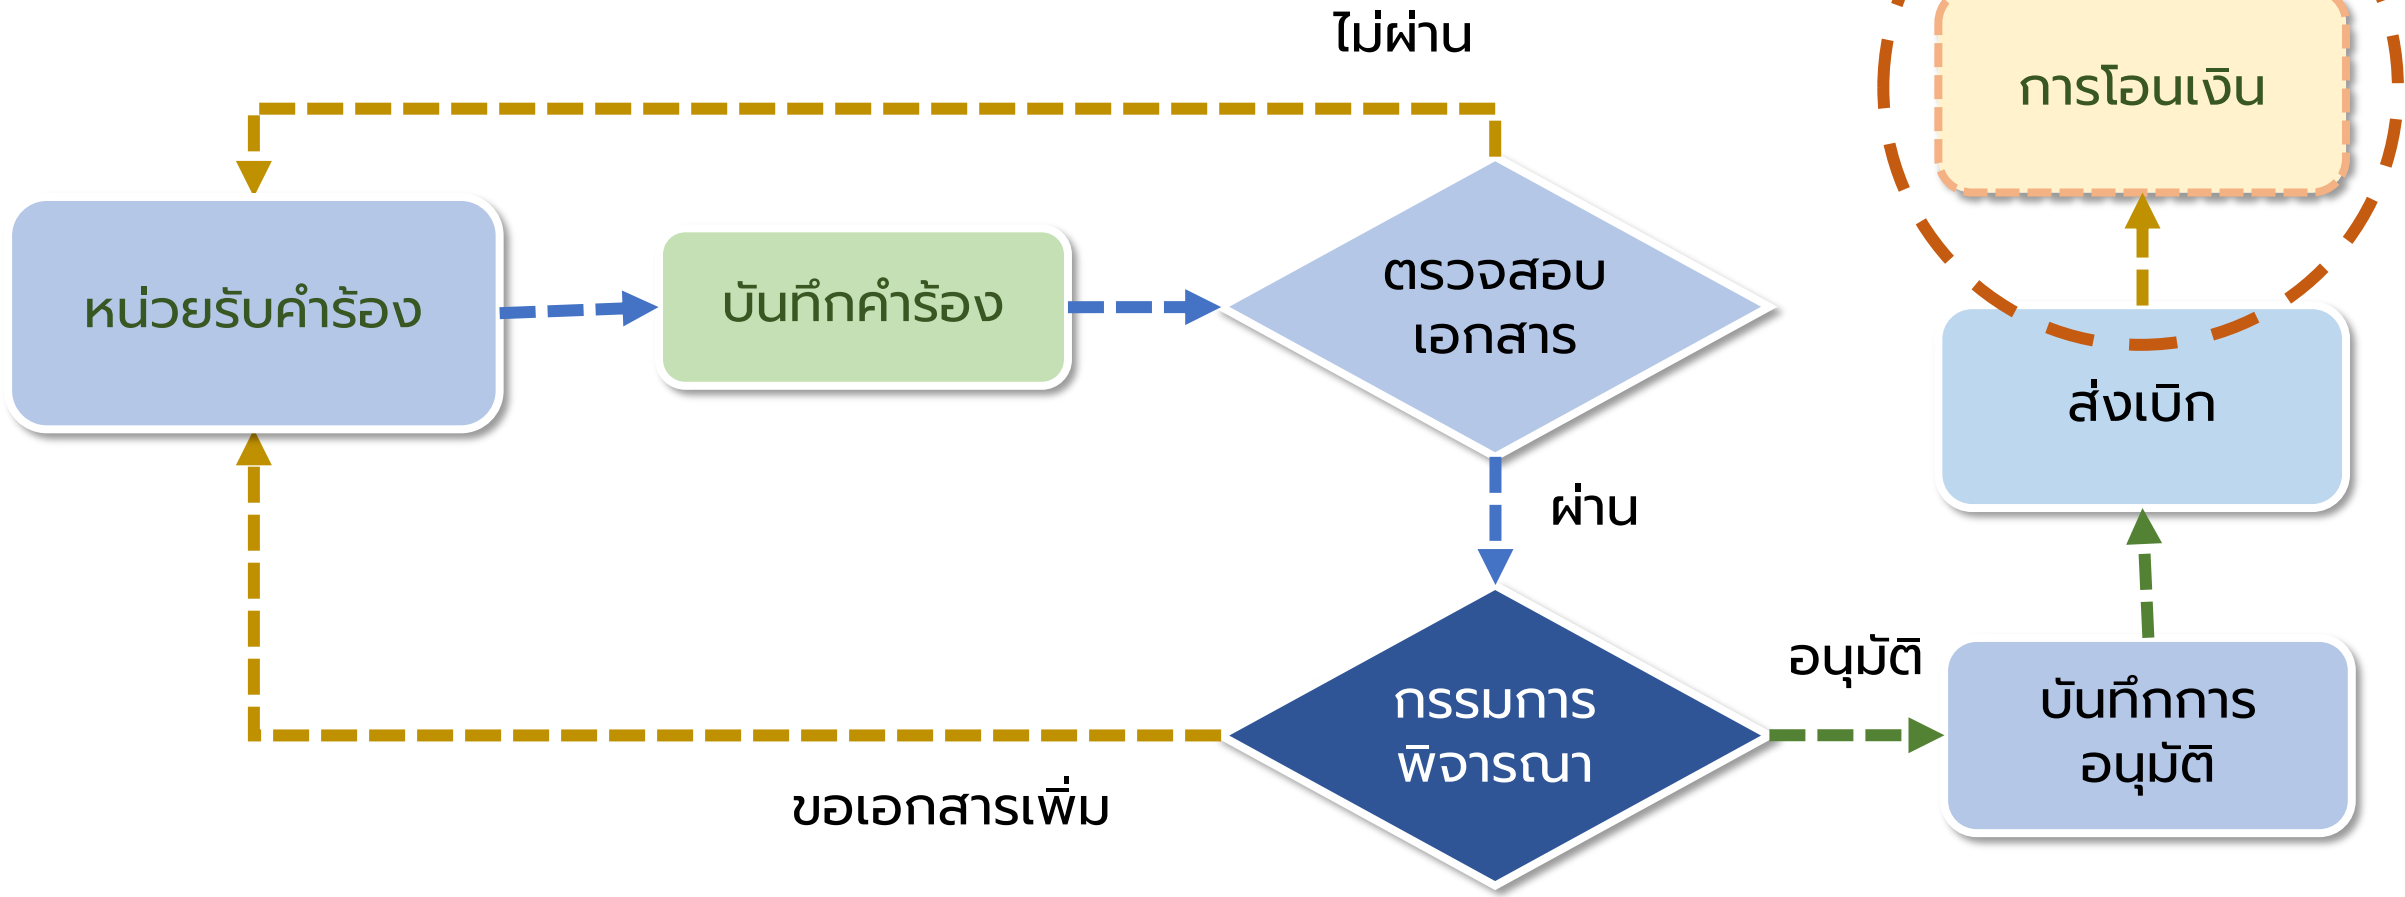 ไม่ผ่าน
การโอนเงิน
หน่วยรับคำร้อง
บันทึกคำร้อง
ตรวจสอบ
เอกสาร
ส่งเบิก
ผ่าน
อนุมัติ
กรรมการ
พิจารณา
บันทึกการ
อนุมัติ
ขอเอกสารเพิ่ม